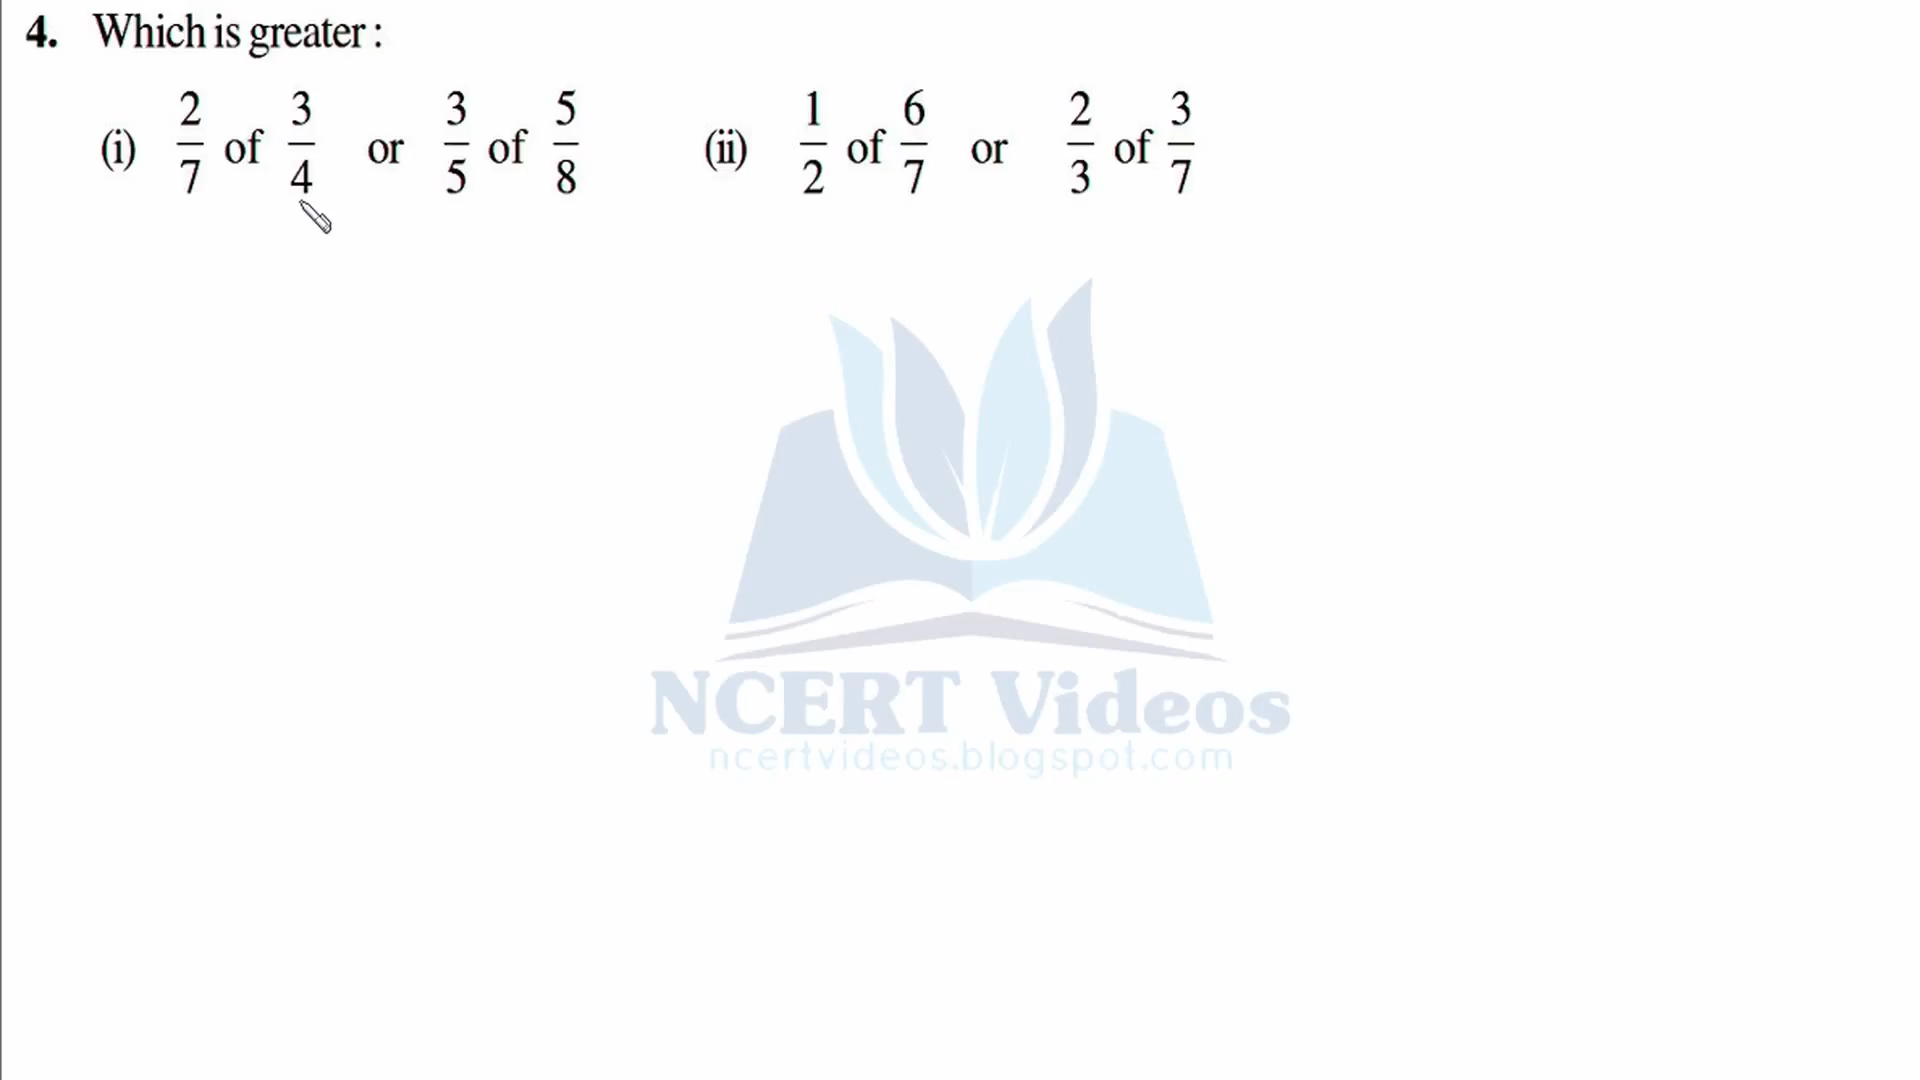 4. Which is greater :
(i) 2/7 of 3/4 or 3/5 of 5/8 (ii) 1/2 of 6/7 or 2/3 of 3/7
NCERT Videos
ncertvideos.blogspot.com